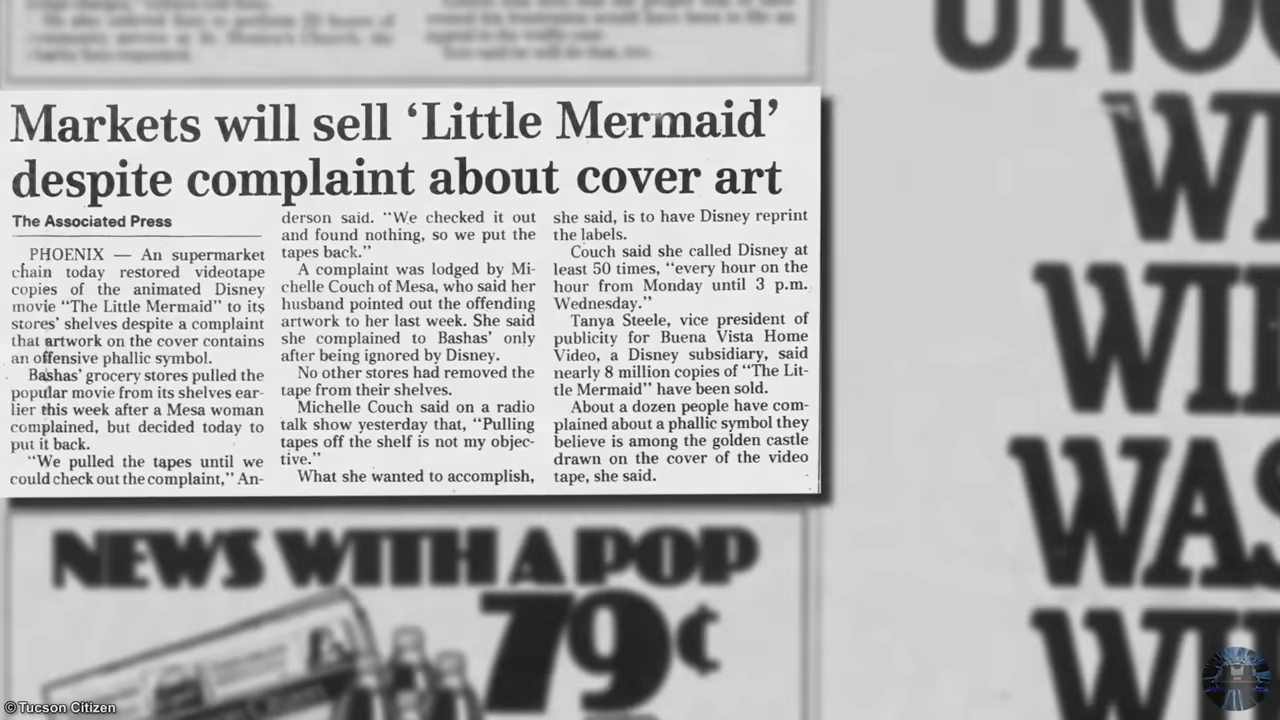 Markets will sell ‘Little Mermaid’
despite complaint about cover art
The Associated Press
PHOENIX — An supermarket
chain today restored videotape
copies of the animated Disney
movie “The Little Mermaid” to its
stores’ shelves despite a complaint
that artwork on the cover contains
an offensive phallic symbol.
Bashas’ grocery stores pulled the
popular movie from its shelves ear-
lier this week after a Mesa woman
complained, but decided today to
put it back.
“We pulled the tapes until we
could check out the complaint,” An-
derson said. “We checked it out
and found nothing, so we put the
tapes back.”
A complaint was lodged by Mi-
chelle Couch of Mesa, who said her
husband pointed out the offending
artwork to her last week. She said
she complained to Bashas’ only
after being ignored by Disney.
No other stores had removed the
tape from their shelves.
Michelle Couch said on a radio
talk show yesterday that, “Pulling
tapes off the shelf is not my objec-
tive.”
What she wanted to accomplish,
she said, is to have Disney reprint
the labels.
Couch said she called Disney at
least 50 times, “every hour on the
hour from Monday until 3 p.m.
Wednesday.”
Tanya Steele, vice president of
publicity for Buena Vista Home
Video, a Disney subsidiary, said
nearly 8 million copies of “The Lit-
tle Mermaid” have been sold.
About a dozen people have com-
plained about a phallic symbol they
believe is among the golden castle
drawn on the cover of the video
tape, she said.
NEWS WITH A POP
79¢
WAS
© Tucson Citizen